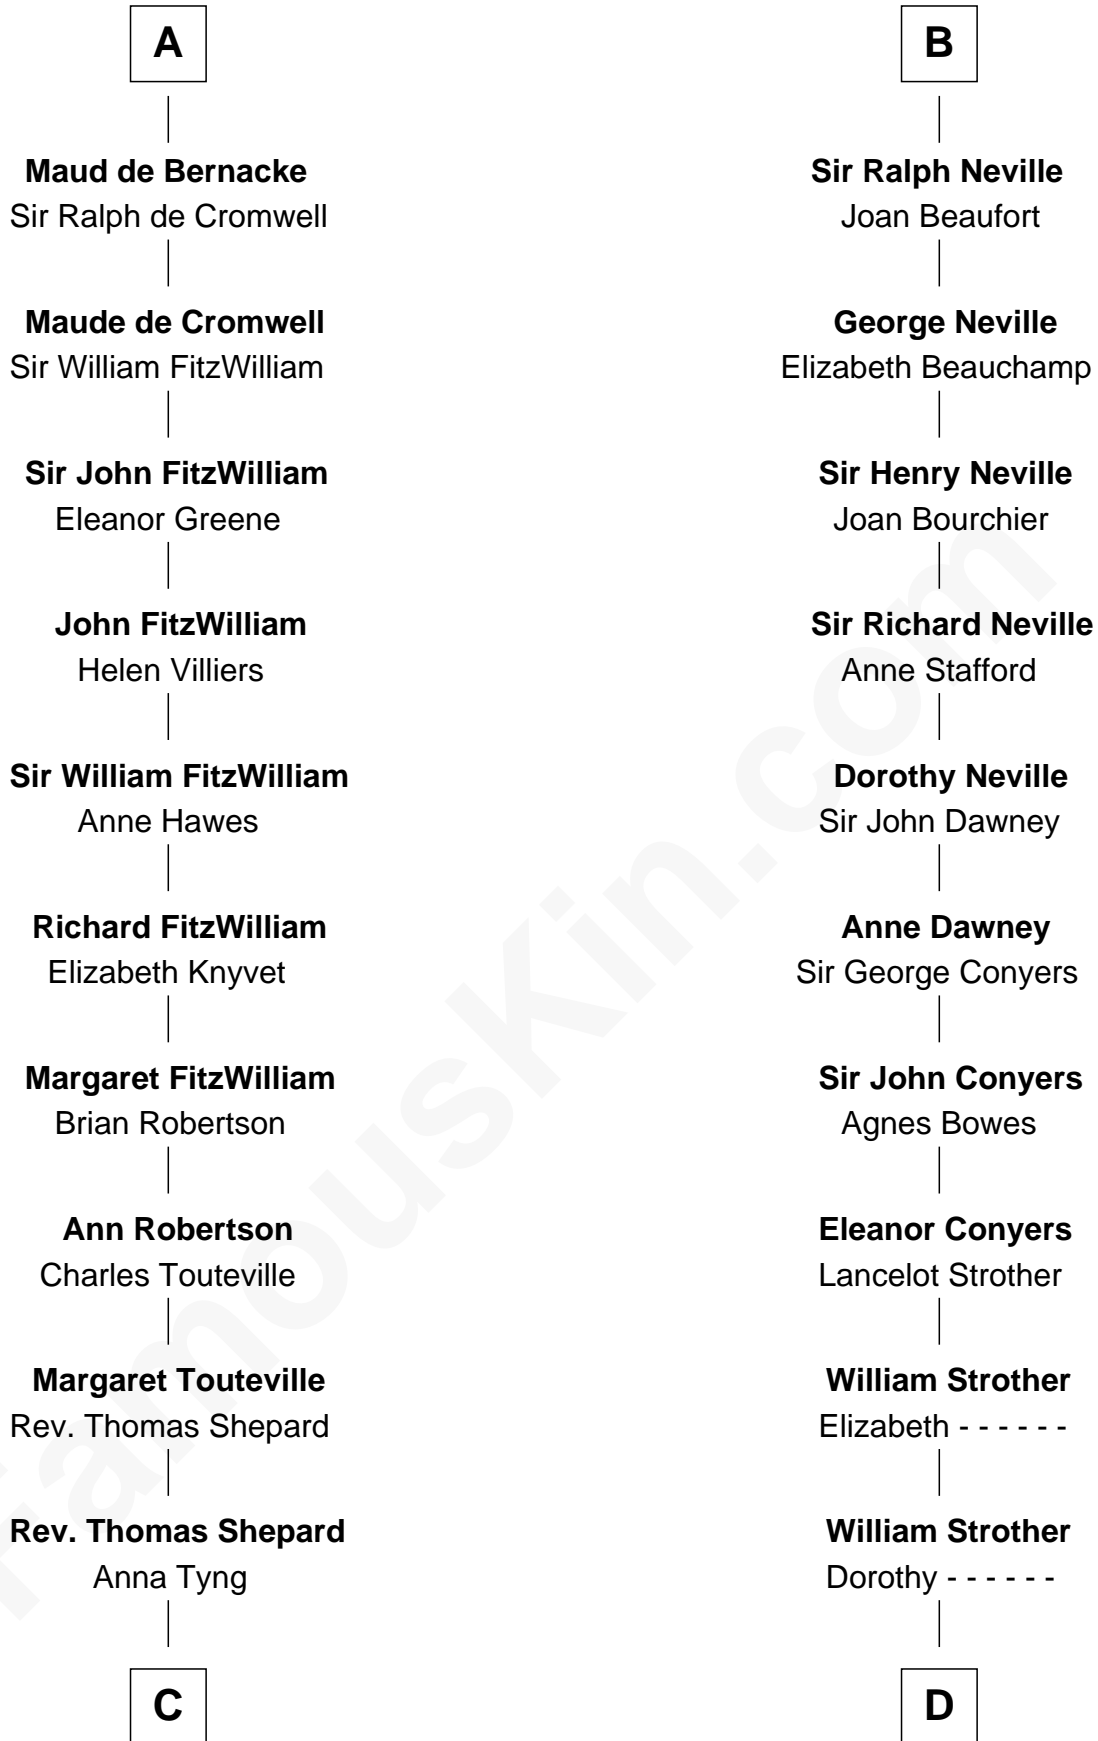 A
Maud de Bernacke
Sir Ralph de Cromwell
Maude de Cromwell
Sir William FitzWilliam
Sir John FitzWilliam
Eleanor Greene
John FitzWilliam
Helen Villiers
Sir William FitzWilliam
Anne Hawes
Richard FitzWilliam
Elizabeth Knyvet
Margaret FitzWilliam
Brian Robertson
Ann Robertson
Charles Touteville
Margaret Touteville
Rev. Thomas Shepard
Rev. Thomas Shepard
Anna Tyng
C
B
Sir Ralph Neville
Joan Beaufort
George Neville
Elizabeth Beauchamp
Sir Henry Neville
Joan Bourchier
Sir Richard Neville
Anne Stafford
Dorothy Neville
Sir John Dawney
Anne Dawney
Sir George Conyers
Sir John Conyers
Agnes Bowes
Eleanor Conyers
Lancelot Strother
William Strother
Elizabeth - - - - - -
William Strother
Dorothy - - - - - -
D
FamousKin.com